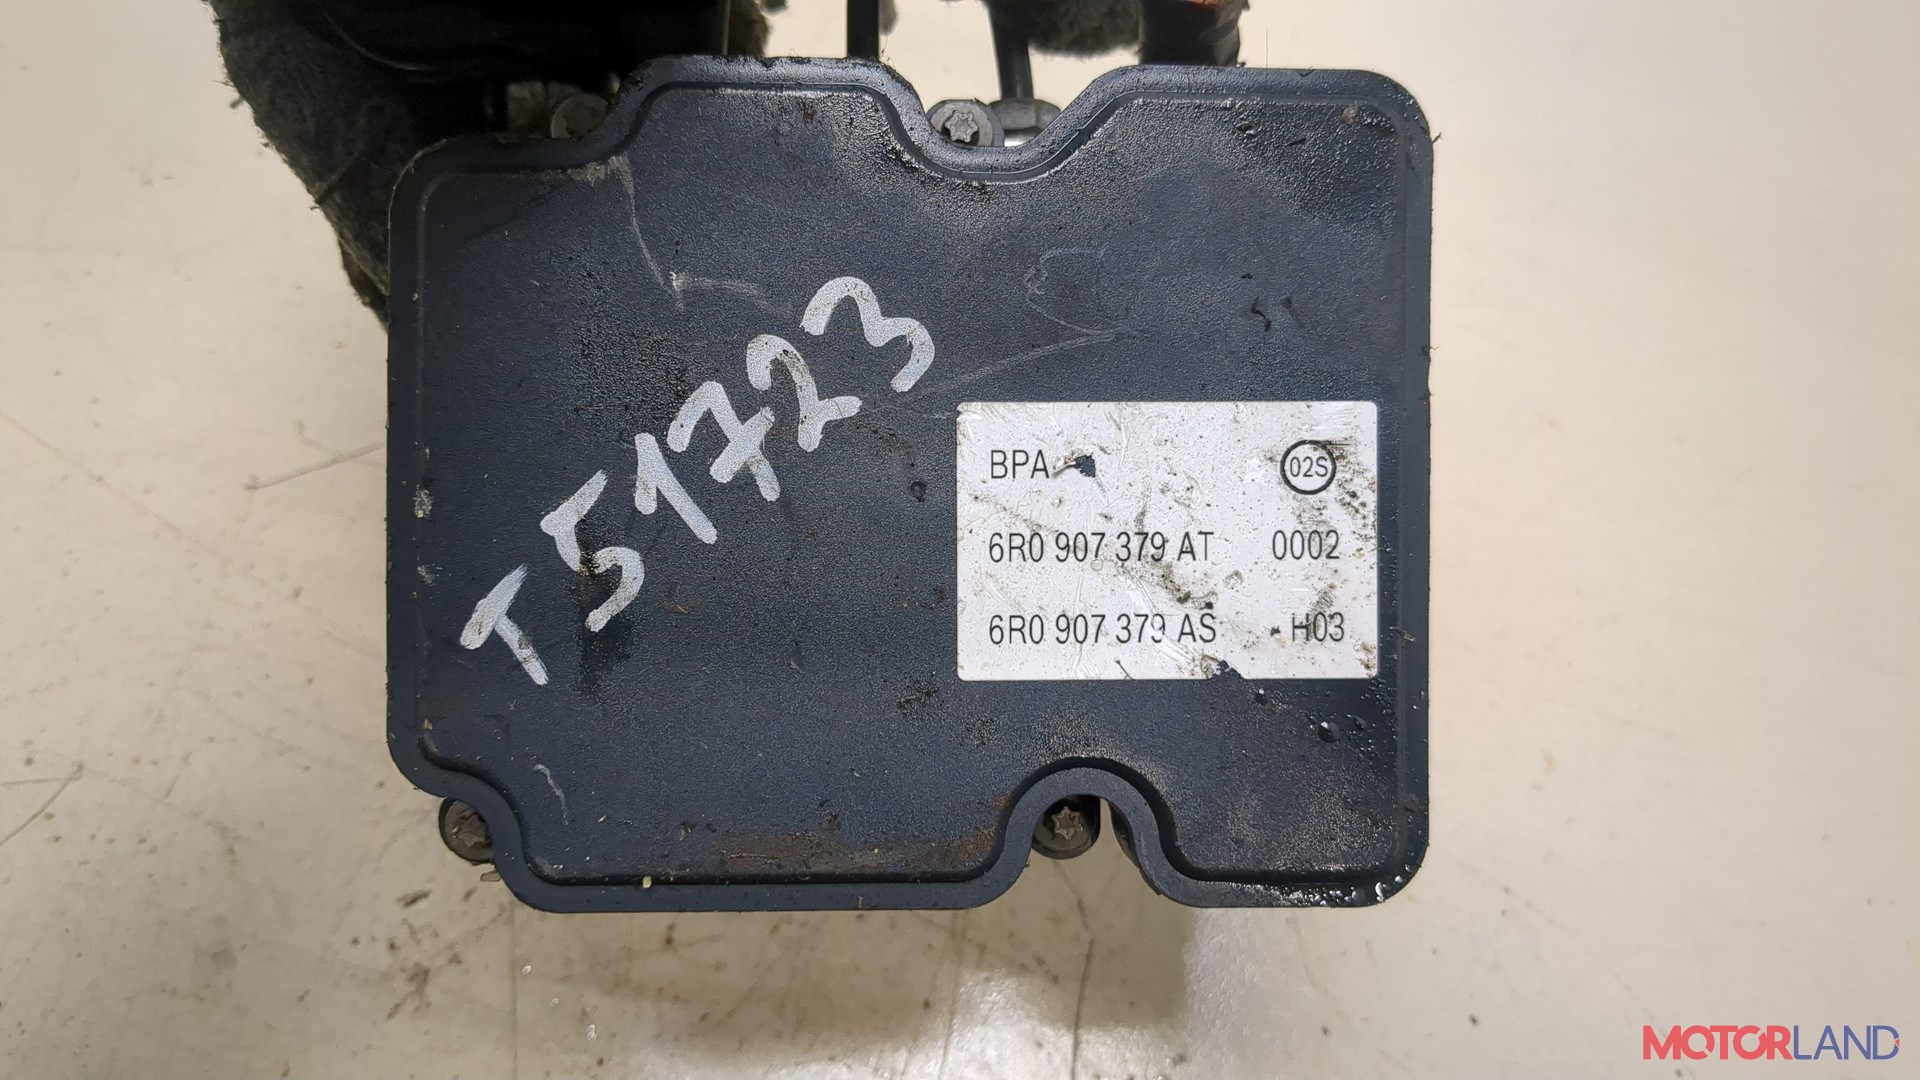 T51723
BPA 02S
6R0 907 379 AT 0002
6R0 907 379 AS H03
MOTORLAND